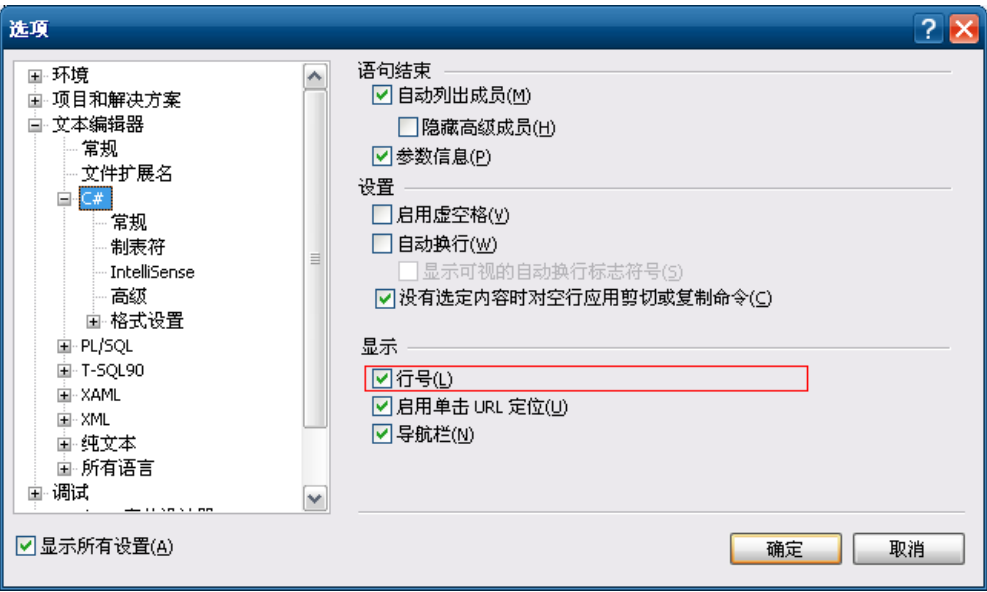 选项
环境
项目和解决方案
文本编辑器
常规
文件扩展名
C#
常规
制表符
IntelliSense
高级
格式设置
PL/SQL
T-SQL90
XAML
XML
纯文本
所有语言
调试
语句结束
自动列出成员(M)
隐藏高级成员(H)
参数信息(P)
设置
启用虚空格(V)
自动换行(W)
显示可视的自动换行标志符号(S)
没有选定内容时对空行应用剪切或复制命令(C)
显示
行号(L)
启用单击 URL 定位(U)
导航栏(N)
显示所有设置(A)
确定
取消